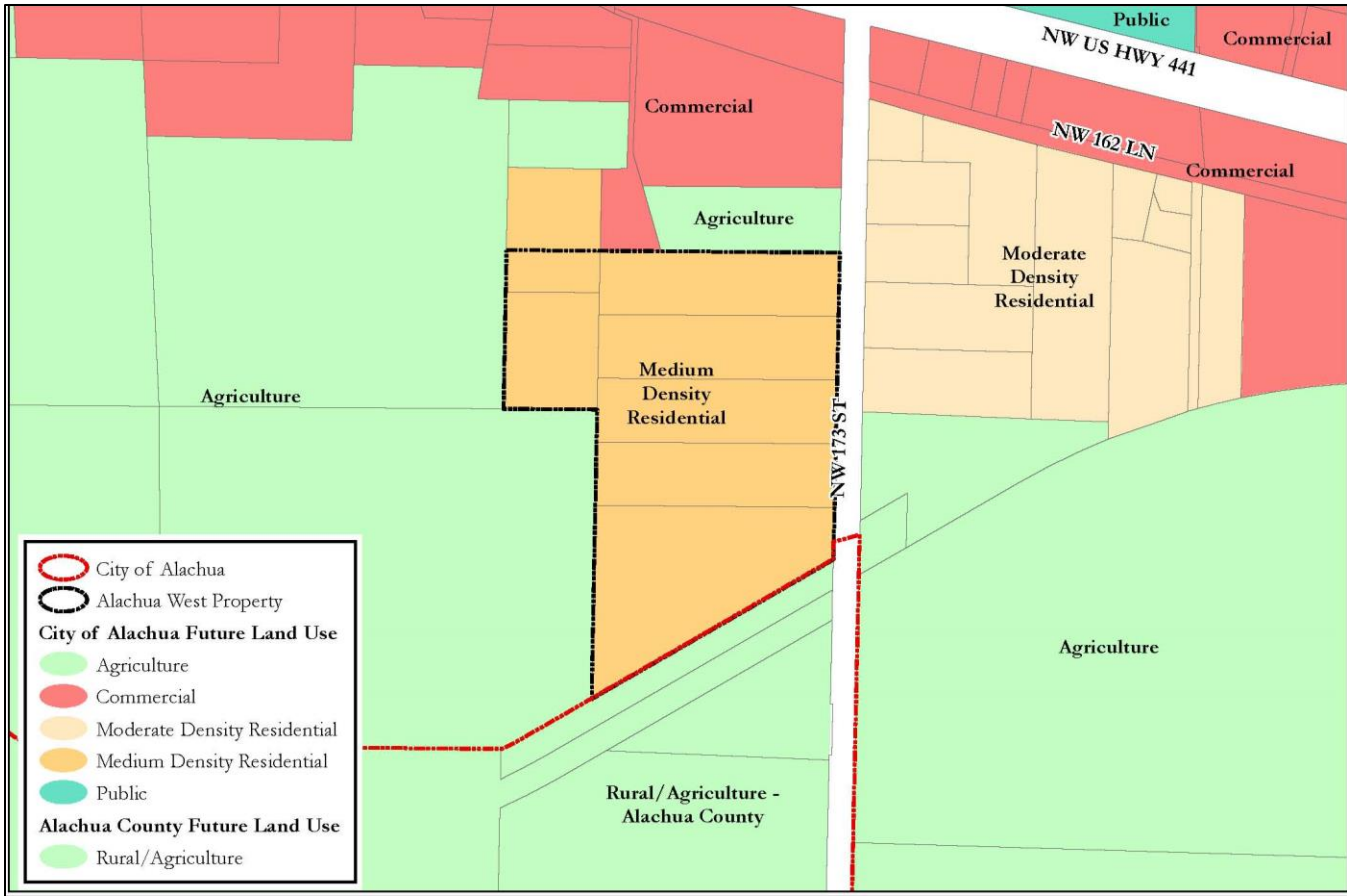 Public
NW US HWY 441
Commercial
Commercial
NW 162 LN
Commercial
Agriculture
Moderate
Density
Residential
Medium
Density
Residential
Agriculture
NW 173 ST
Agriculture
Rural/Agriculture -
Alachua County
City of Alachua
Alachua West Property
City of Alachua Future Land Use
Agriculture
Commercial
Moderate Density Residential
Medium Density Residential
Public
Alachua County Future Land Use
Rural/Agriculture